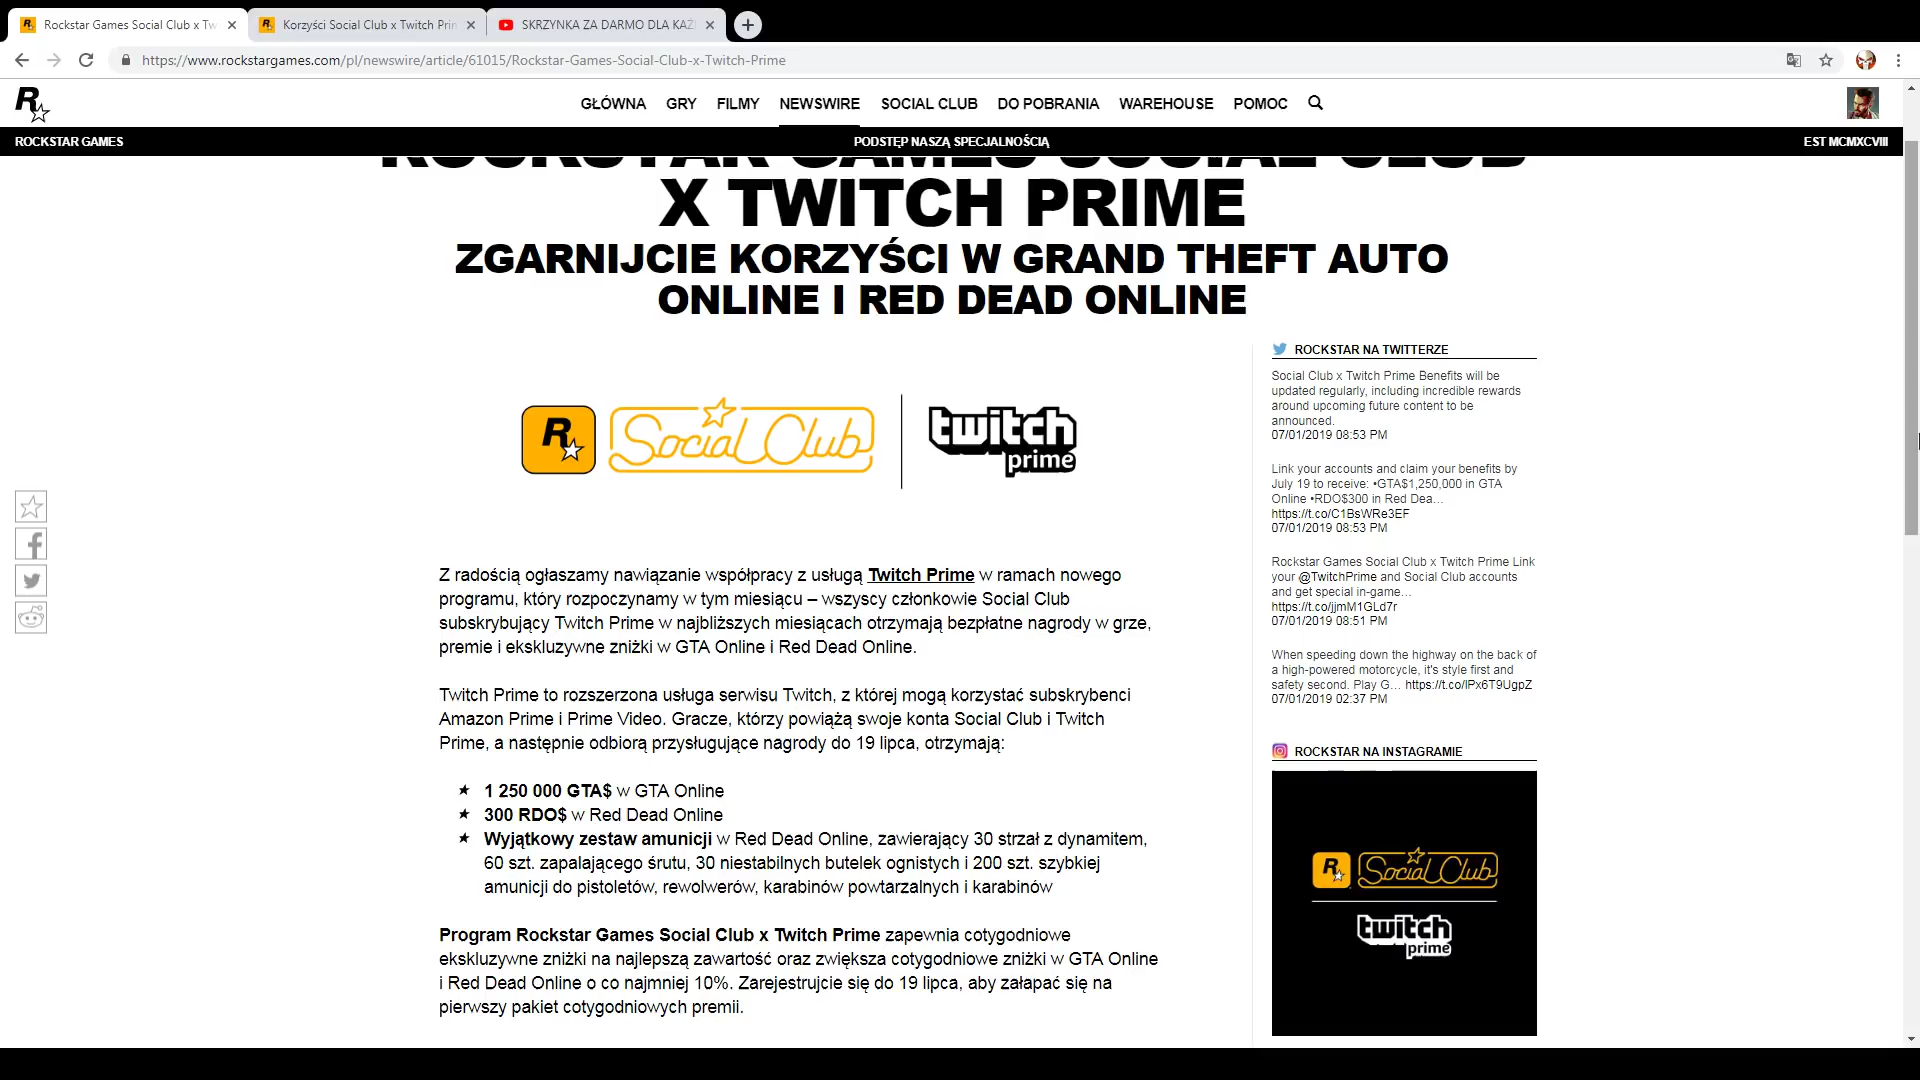 Rockstar Games Social Club x Tw
Korzyści Social Club x Twitch Prin
SKRZYNKA ZA DARMO DLA KAŻ
https://www.rockstargames.com/pl/newswire/article/61015/Rockstar-Games-Social-Club-x-Twitch-Prime
GŁÓWNA GRY FILMY NEWSWIRE SOCIAL CLUB DO POBRANIA WAREHOUSE POMOC
ROCKSTAR GAMES PODSTĘP NASZĄ SPECJALNOŚCIĄ EST MCMXCVIII
ROCKSTAR GAMES SOCIAL CLUB
X TWITCH PRIME
ZGARNIJCIE KORZYŚCI W GRAND THEFT AUTO
ONLINE I RED DEAD ONLINE
R Social Club twitch prime
Z radością ogłaszamy nawiązanie współpracy z usługą Twitch Prime w ramach nowego
programu, który rozpoczynamy w tym miesiącu – wszyscy członkowie Social Club
subskrybujący Twitch Prime w najbliższych miesiącach otrzymają bezpłatne nagrody w grze,
premie i ekskluzywne zniżki w GTA Online i Red Dead Online.
Twitch Prime to rozszerzona usługa serwisu Twitch, z której mogą korzystać subskrybenci
Amazon Prime i Prime Video. Gracze, którzy powiążą swoje konta Social Club i Twitch
Prime, a następnie odbiorą przysługujące nagrody do 19 lipca, otrzymają:
1 250 000 GTA$ w GTA Online
300 RDO$ w Red Dead Online
Wyjątkowy zestaw amunicji w Red Dead Online, zawierający 30 strzał z dynamitem,
60 szt. zapalającego śrutu, 30 niestabilnych butelek ognistych i 200 szt. szybkiej
amunicji do pistoletów, rewolwerów, karabinów powtarzalnych i karabinów
Program Rockstar Games Social Club x Twitch Prime zapewnia cotygodniowe
ekskluzywne zniżki na najlepszą zawartość oraz zwiększa cotygodniowe zniżki w GTA Online
i Red Dead Online o co najmniej 10%. Zarejestrujcie się do 19 lipca, aby załapać się na
pierwszy pakiet cotygodniowych premii.
ROCKSTAR NA TWITTERZE
Social Club x Twitch Prime Benefits will be
updated regularly, including incredible rewards
around upcoming future content to be
announced.
07/01/2019 08:53 PM
Link your accounts and claim your benefits by
July 19 to receive: •GTA$1,250,000 in GTA
Online •RDO$300 in Red Dea…
https://t.co/C1BsWRe3EF
07/01/2019 08:53 PM
Rockstar Games Social Club x Twitch Prime Link
your @TwitchPrime and Social Club accounts
and get special in-game…
https://t.co/jjmM1GLd7r
07/01/2019 08:51 PM
When speeding down the highway on the back of
a high-powered motorcycle, it's style first and
safety second. Play G… https://t.co/lPx6T9UgpZ
07/01/2019 02:37 PM
ROCKSTAR NA INSTAGRAMIE
R Social Club
twitch
prime